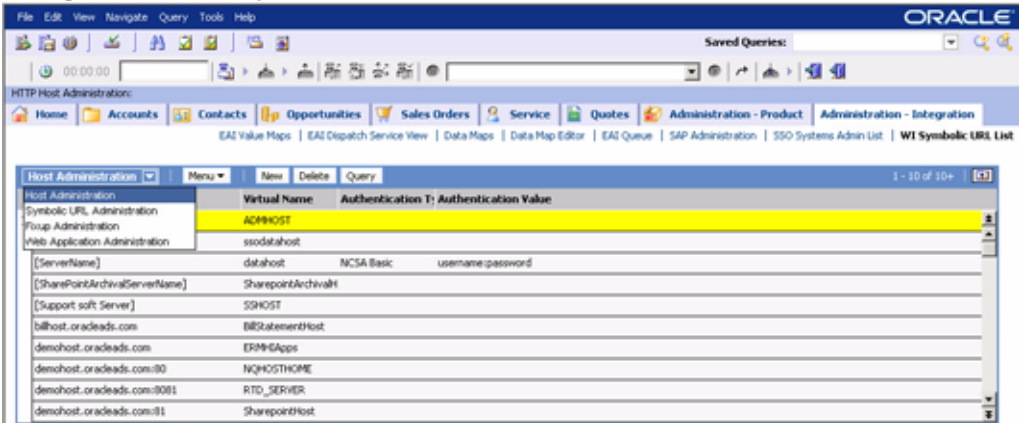 File Edit View Navigate Query Tools Help
ORACLE
Saved Queries:
00:00:00
HTTP Host Administration:
Home Accounts Contacts Opportunities Sales Orders Service Quotes Administration - Product Administration - Integration
EAI Value Maps | EAI Dispatch Service View | Data Maps | Data Map Editor | EAI Queue | SAP Administration | SSO Systems Admin List | WI Symbolic URL List
Host Administration Menu New Delete Query 1 - 10 of 10+
Host Administration
Symbolic URL Administration
Fixup Administration
Web Application Administration
Virtual Name Authentication Ty Authentication Value
ADMHOST
ssodatahost
[ServerName] datahost NCSA Basic username:password
[SharePointArchivalServerName] SharepointArchivalH
[Support soft Server] SSHOST
billhost.oracleads.com BillStatementHost
demohost.oracleads.com ERMHIApps
demohost.oracleads.com:80 NQHOSTHOME
demohost.oracleads.com:8081 RTD_SERVER
demohost.oracleads.com:81 SharepointHost